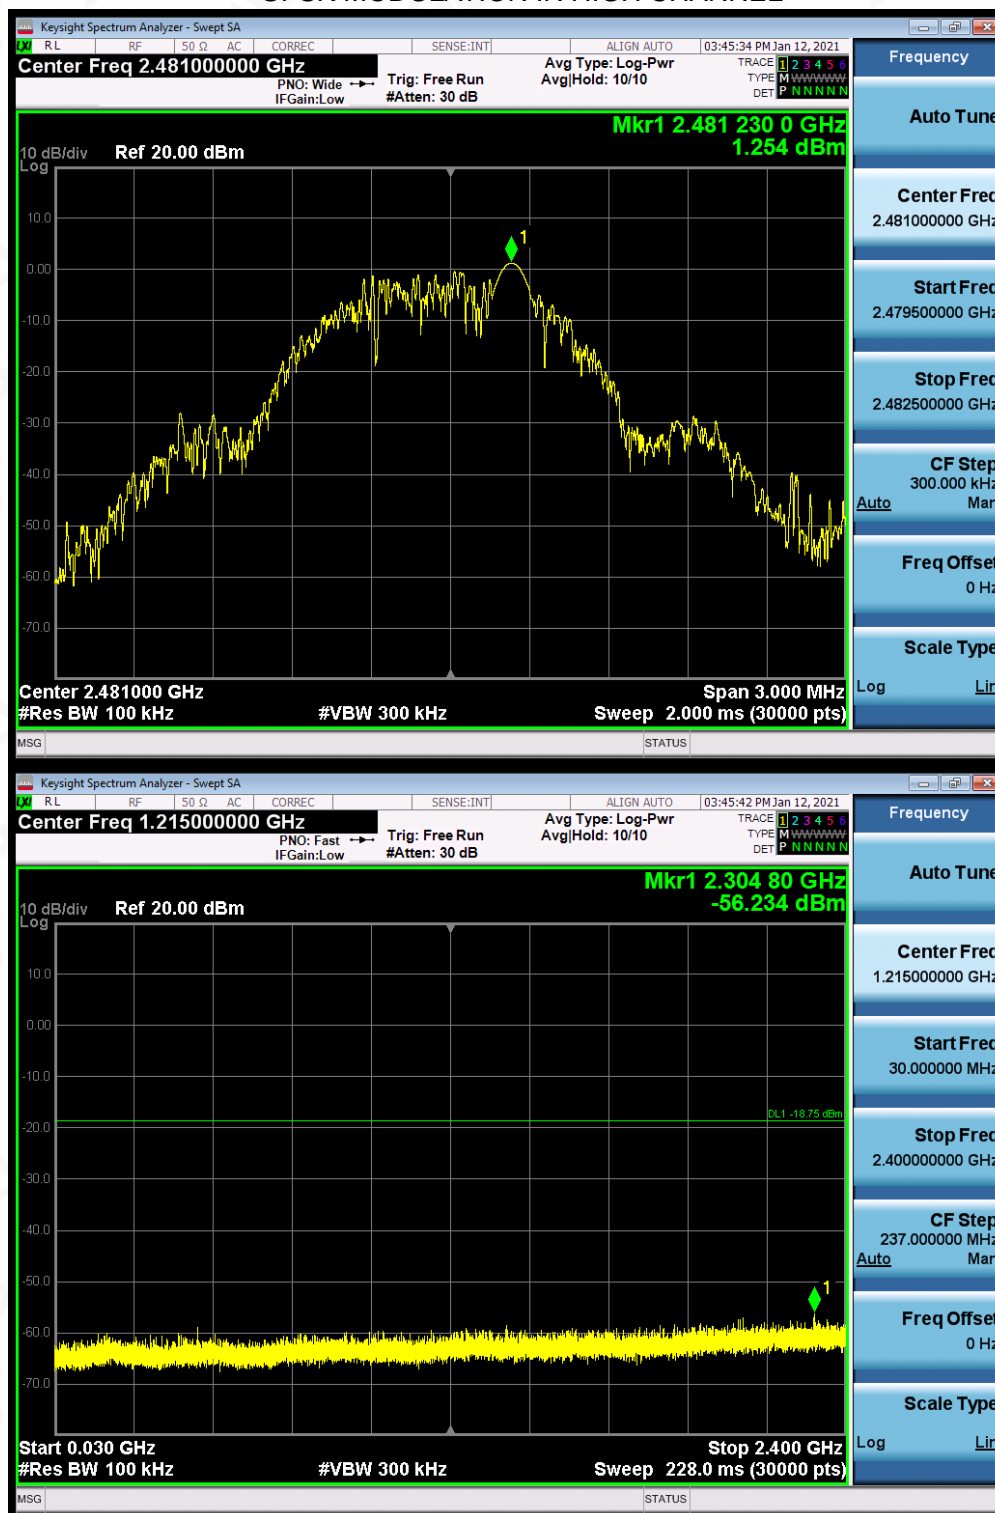 Keysight Spectrum Analyzer - Swept SA
LXI RL RF 50 Ω AC CORREC SENSE:INT ALIGN AUTO 03:45:34 PM Jan 12, 2021
Center Freq 2.481000000 GHz
PNO: Wide
IFGain:Low
Trig: Free Run
#Atten: 30 dB
Avg Type: Log-Pwr
Avg|Hold: 10/10
TRACE 1 2 3 4 5 6
TYPE M WWWWW
DET P N N N N N
Mkr1 2.481 230 0 GHz
1.254 dBm
10 dB/div Ref 20.00 dBm
Log
10.0
0.00
-10.0
-20.0
-30.0
-40.0
-50.0
-60.0
-70.0
1
Center 2.481000 GHz Span 3.000 MHz
#Res BW 100 kHz #VBW 300 kHz Sweep 2.000 ms (30000 pts)
MSG STATUS
Frequency
Auto Tune
Center Freq
2.481000000 GHz
Start Freq
2.479500000 GHz
Stop Freq
2.482500000 GHz
CF Step
300.000 kHz
Auto Man
Freq Offset
0 Hz
Scale Type
Log Lin
Keysight Spectrum Analyzer - Swept SA
LXI RL RF 50 Ω AC CORREC SENSE:INT ALIGN AUTO 03:45:42 PM Jan 12, 2021
Center Freq 1.215000000 GHz
PNO: Fast
IFGain:Low
Trig: Free Run
#Atten: 30 dB
Avg Type: Log-Pwr
Avg|Hold: 10/10
TRACE 1 2 3 4 5 6
TYPE M WWWWW
DET P N N N N N
Mkr1 2.304 80 GHz
-56.234 dBm
10 dB/div Ref 20.00 dBm
Log
10.0
0.00
-10.0
-20.0
-30.0
-40.0
-50.0
-60.0
-70.0
DL1 -18.75 dBm
1
Start 0.030 GHz Stop 2.400 GHz
#Res BW 100 kHz #VBW 300 kHz Sweep 228.0 ms (30000 pts)
MSG STATUS
Frequency
Auto Tune
Center Freq
1.215000000 GHz
Start Freq
30.000000 MHz
Stop Freq
2.400000000 GHz
CF Step
237.000000 MHz
Auto Man
Freq Offset
0 Hz
Scale Type
Log Lin